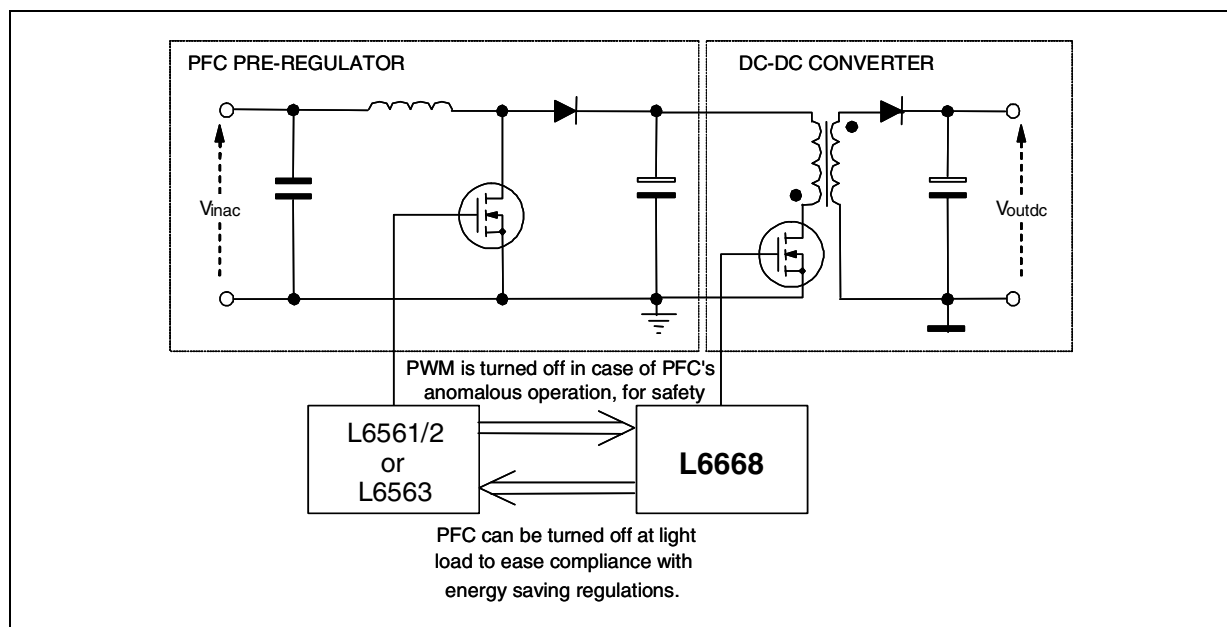 PFC PRE-REGULATOR
DC-DC CONVERTER
Vinac
Voutdc
PWM is turned off in case of PFC's
anomalous operation, for safety
L6561/2
or
L6563
L6668
PFC can be turned off at light
load to ease compliance with
energy saving regulations.